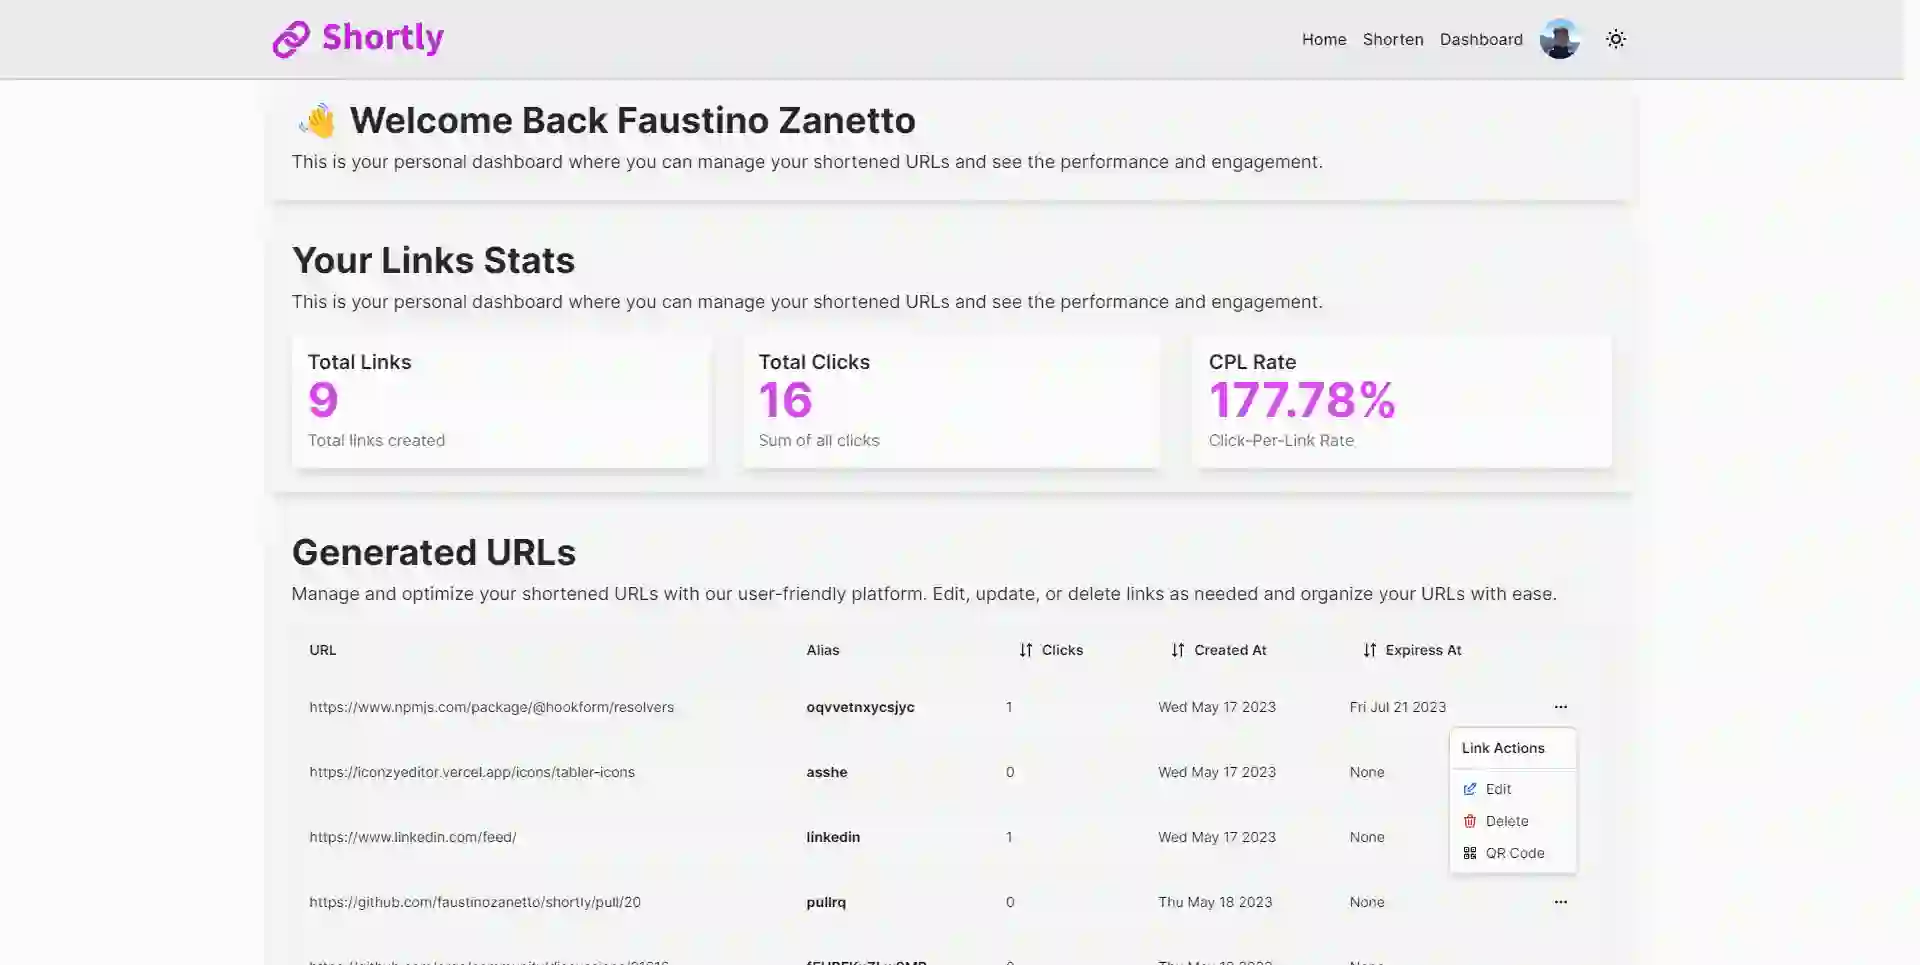 Shortly
Home Shorten Dashboard
Welcome Back Faustino Zanetto
This is your personal dashboard where you can manage your shortened URLs and see the performance and engagement.
Your Links Stats
This is your personal dashboard where you can manage your shortened URLs and see the performance and engagement.
Total Links
9
Total links created
Total Clicks
16
Sum of all clicks
CPL Rate
177.78%
Click-Per-Link Rate
Generated URLs
Manage and optimize your shortened URLs with our user-friendly platform. Edit, update, or delete links as needed and organize your URLs with ease.
URL Alias Clicks Created At Expiress At
https://www.npmjs.com/package/@hookform/resolvers oqvvetnxycsjyc 1 Wed May 17 2023 Fri Jul 21 2023
https://iconzyeditor.vercel.app/icons/tabler-icons asshe 0 Wed May 17 2023 None
https://www.linkedin.com/feed/ linkedin 1 Wed May 17 2023 None
https://github.com/faustinozanetto/shortly/pull/20 pullrq 0 Thu May 18 2023 None
Link Actions
Edit
Delete
QR Code